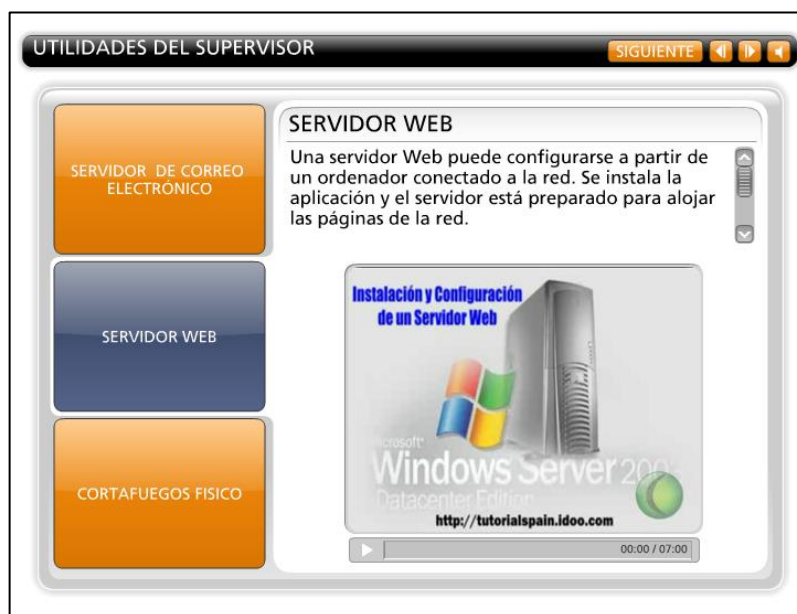 UTILIDADES DEL SUPERVISOR
SIGUIENTE
SERVIDOR DE CORREO
ELECTRÓNICO
SERVIDOR WEB
CORTAFUEGOS FISICO
SERVIDOR WEB
Una servidor Web puede configurarse a partir de
un ordenador conectado a la red. Se instala la
aplicación y el servidor está preparado para alojar
las páginas de la red.
Instalación y Configuración
de un Servidor Web
Microsoft
Windows Server
Datacenter Edition
http://tutorialspain.idoo.com
00:00 / 07:00